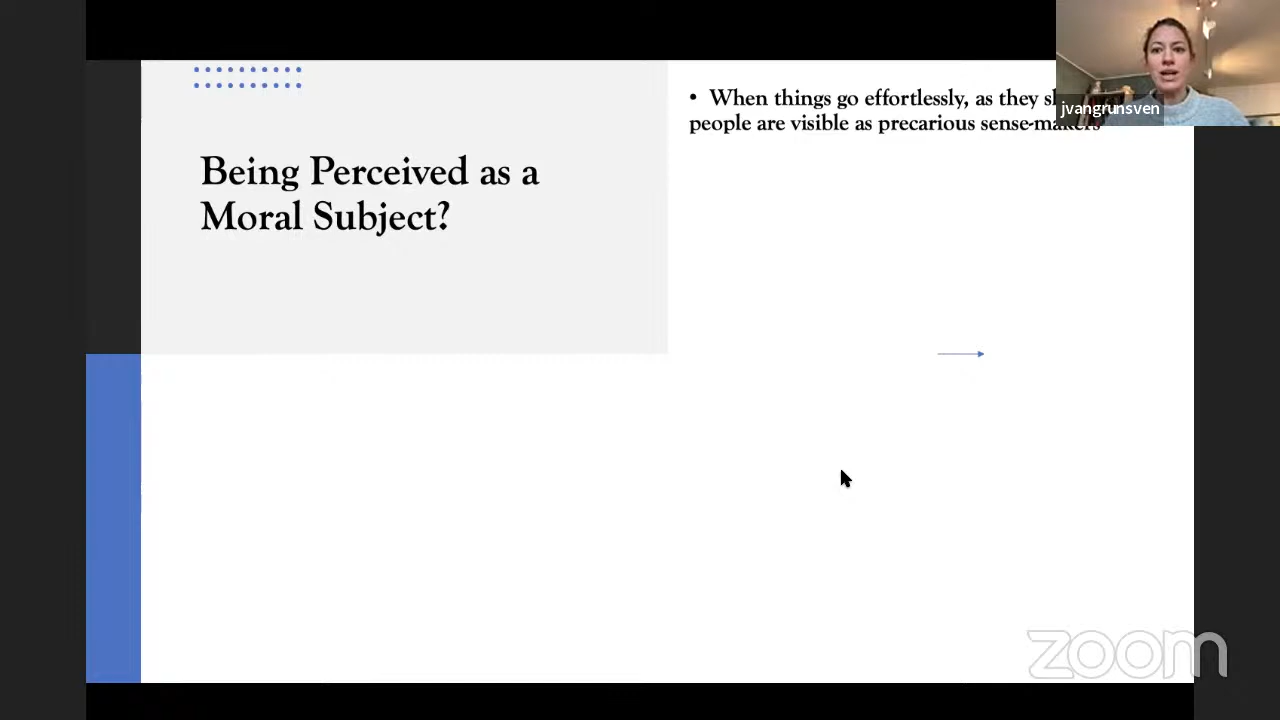 • When things go effortlessly, as they
people are visible as precarious sense-makers
jvangrunsven
Being Perceived as a
Moral Subject?
zoom